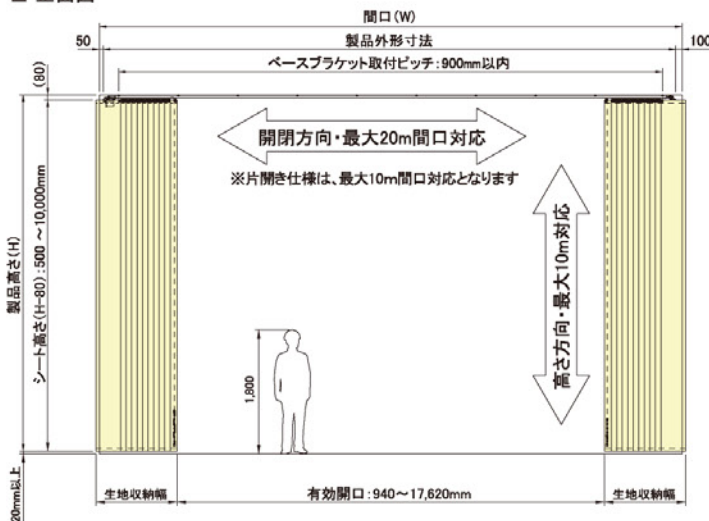 間口(W)
50
製品外形寸法
100
ベースブラケット取付ピッチ:900mm以内
(80)
開閉方向・最大20m間口対応
※片開き仕様は、最大10m間口対応となります
製品高さ(H)
シート高さ(H-80):500 ～10,000mm
高さ方向・最大10m対応
1,800
20mm以上
生地収納幅
有効開口:940～17,620mm
生地収納幅